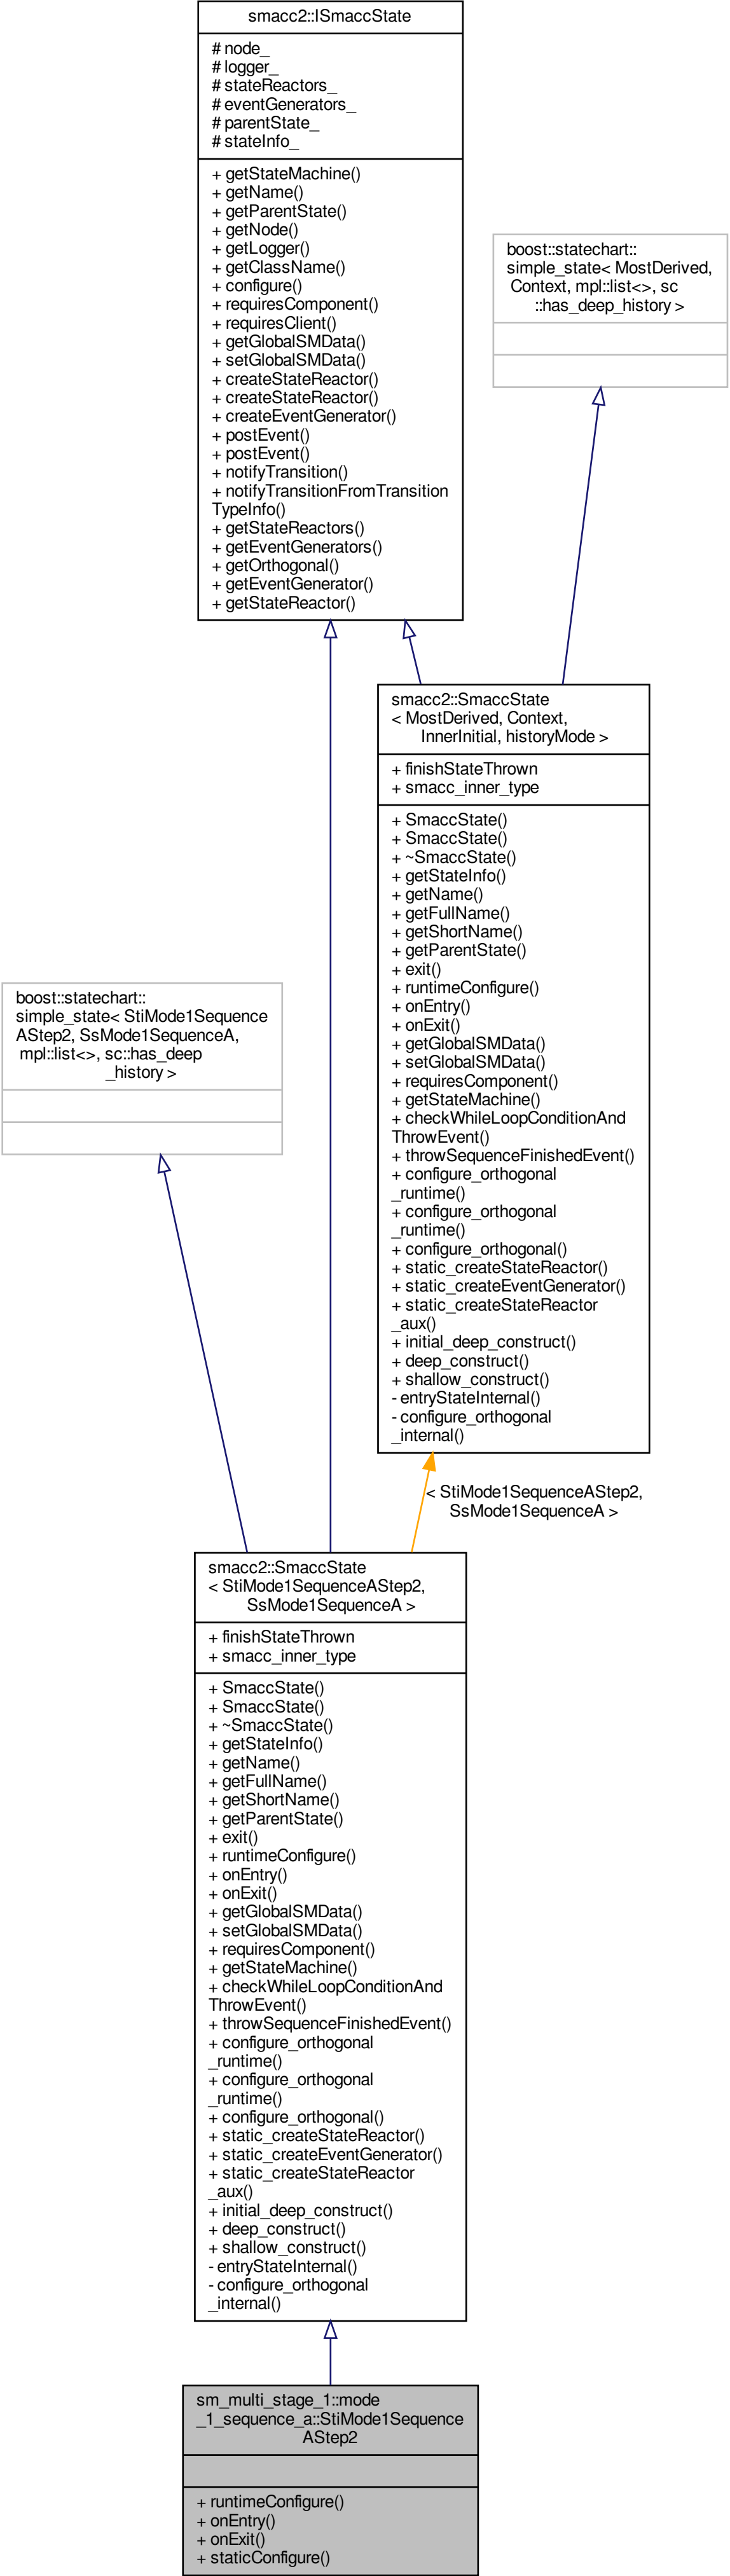 smacc2::ISmaccState
# node_
# logger_
# stateReactors_
# eventGenerators_
# parentState_
# stateInfo_
+ getStateMachine()
+ getName()
+ getParentState()
+ getNode()
+ getLogger()
+ getClassName()
+ configure()
+ requiresComponent()
+ requiresClient()
+ getGlobalSMData()
+ setGlobalSMData()
+ createStateReactor()
+ createStateReactor()
+ createEventGenerator()
+ postEvent()
+ postEvent()
+ notifyTransition()
+ notifyTransitionFromTransition
TypeInfo()
+ getStateReactors()
+ getEventGenerators()
+ getOrthogonal()
+ getEventGenerator()
+ getStateReactor()
boost::statechart::
simple_state< MostDerived,
Context, mpl::list<>, sc
::has_deep_history >
smacc2::SmaccState
< MostDerived, Context,
InnerInitial, historyMode >
+ finishStateThrown
+ smacc_inner_type
+ SmaccState()
+ SmaccState()
+ ~SmaccState()
+ getStateInfo()
+ getName()
+ getFullName()
+ getShortName()
+ getParentState()
+ exit()
+ runtimeConfigure()
+ onEntry()
+ onExit()
+ getGlobalSMData()
+ setGlobalSMData()
+ requiresComponent()
+ getStateMachine()
+ checkWhileLoopConditionAnd
ThrowEvent()
+ throwSequenceFinishedEvent()
+ configure_orthogonal
_runtime()
+ configure_orthogonal
_runtime()
+ configure_orthogonal()
+ static_createStateReactor()
+ static_createEventGenerator()
+ static_createStateReactor
_aux()
+ initial_deep_construct()
+ deep_construct()
+ shallow_construct()
- entryStateInternal()
- configure_orthogonal
_internal()
boost::statechart::
simple_state< StiMode1Sequence
AStep2, SsMode1SequenceA,
mpl::list<>, sc::has_deep
_history >
< StiMode1SequenceAStep2,
SsMode1SequenceA >
smacc2::SmaccState
< StiMode1SequenceAStep2,
SsMode1SequenceA >
+ finishStateThrown
+ smacc_inner_type
+ SmaccState()
+ SmaccState()
+ ~SmaccState()
+ getStateInfo()
+ getName()
+ getFullName()
+ getShortName()
+ getParentState()
+ exit()
+ runtimeConfigure()
+ onEntry()
+ onExit()
+ getGlobalSMData()
+ setGlobalSMData()
+ requiresComponent()
+ getStateMachine()
+ checkWhileLoopConditionAnd
ThrowEvent()
+ throwSequenceFinishedEvent()
+ configure_orthogonal
_runtime()
+ configure_orthogonal
_runtime()
+ configure_orthogonal()
+ static_createStateReactor()
+ static_createEventGenerator()
+ static_createStateReactor
_aux()
+ initial_deep_construct()
+ deep_construct()
+ shallow_construct()
- entryStateInternal()
- configure_orthogonal
_internal()
sm_multi_stage_1::mode
_1_sequence_a::StiMode1Sequence
AStep2
+ runtimeConfigure()
+ onEntry()
+ onExit()
+ staticConfigure()